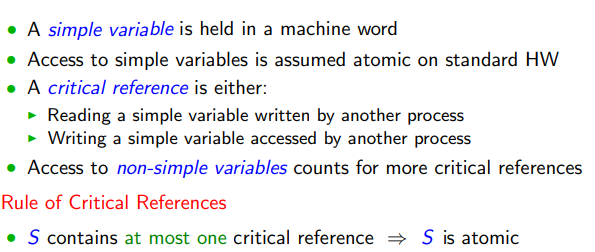 • A simple variable is held in a machine word
• Access to simple variables is assumed atomic on standard HW
• A critical reference is either:
▶ Reading a simple variable written by another process
▶ Writing a simple variable accessed by another process
• Access to non-simple variables counts for more critical references
Rule of Critical References
• S contains at most one critical reference ⇒ S is atomic